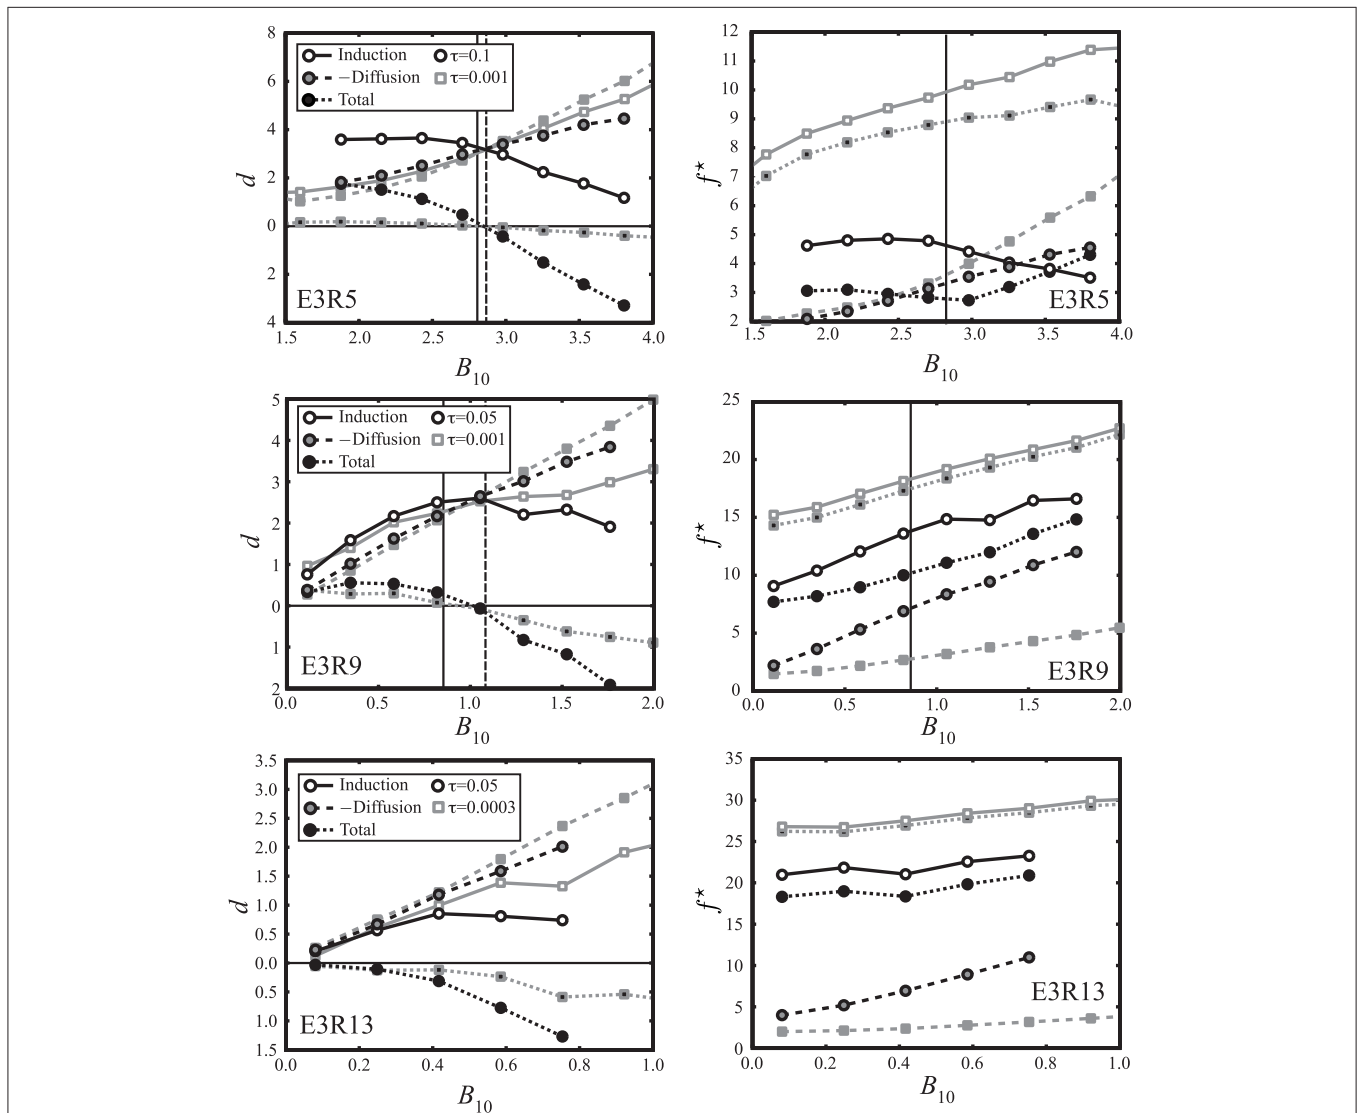 8
6
4
2
0
2
4
d
Induction
τ=0.1
−Diffusion
τ=0.001
Total
E3R5
1.5 2.0 2.5 3.0 3.5 4.0
B10
12
11
10
9
8
7
6
5
4
3
2
f★
E3R5
1.5 2.0 2.5 3.0 3.5 4.0
B10
5
4
3
2
1
0
1
2
d
Induction
τ=0.05
−Diffusion
τ=0.001
Total
E3R9
0.0 0.5 1.0 1.5 2.0
B10
25
20
15
10
5
0
f★
E3R9
0.0 0.5 1.0 1.5 2.0
B10
3.5
3.0
2.5
2.0
1.5
1.0
0.5
0.0
0.5
1.0
1.5
d
Induction
τ=0.05
−Diffusion
τ=0.0003
Total
E3R13
0.0 0.2 0.4 0.6 0.8 1.0
B10
35
30
25
20
15
10
5
0
f★
E3R13
0.0 0.2 0.4 0.6 0.8 1.0
B10